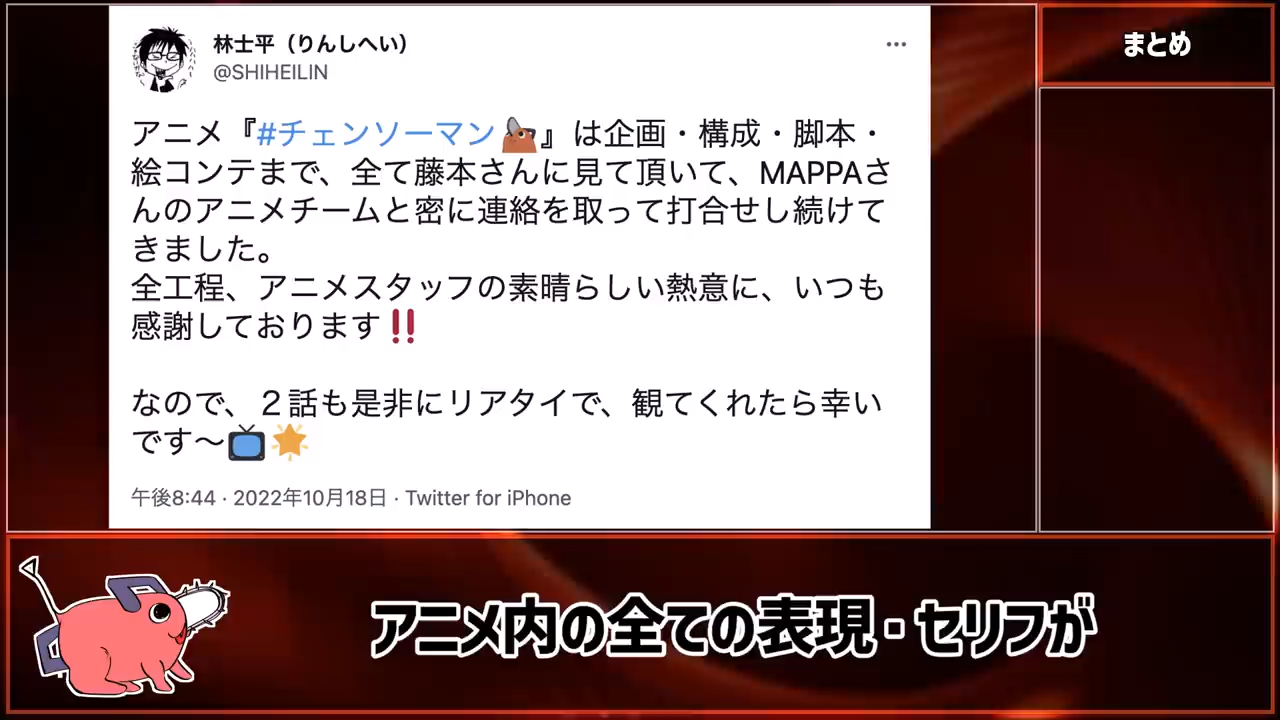 林士平（りんしへい）
@SHIHEILIN
まとめ
アニメ『#チェンソーマン』は企画・構成・脚本・
絵コンテまで、全て藤本さんに見て頂いて、MAPPAさ
んのアニメチームと密に連絡を取って打合せし続けて
きました。
全工程、アニメスタッフの素晴らしい熱意に、いつも
感謝しております‼️
なので、２話も是非にリアタイで、観てくれたら幸い
です〜📺🌟
午後8:44 · 2022年10月18日 · Twitter for iPhone
アニメ内の全ての表現・セリフが